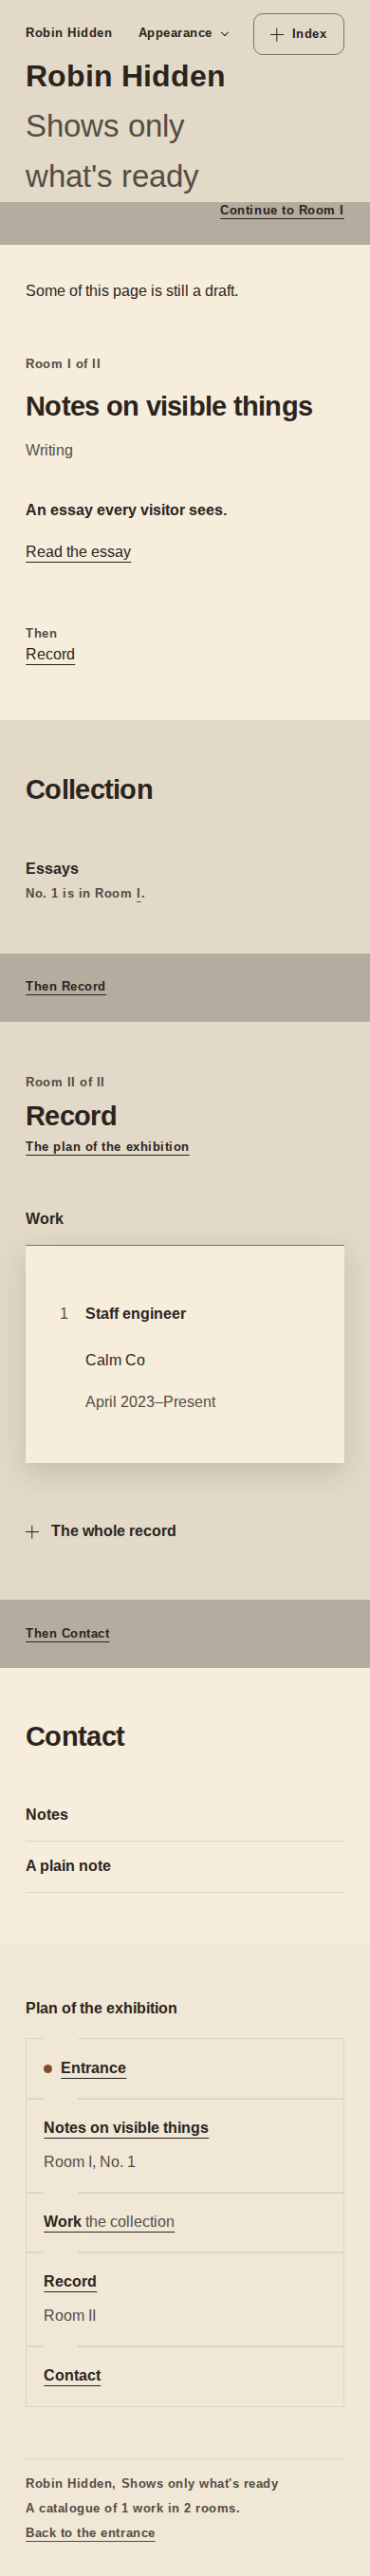 Robin Hidden
Appearance
Index
Robin Hidden
Shows only
what's ready
Continue to Room I
Some of this page is still a draft.
Room I of II
Notes on visible things
Writing
An essay every visitor sees.
Read the essay
Then
Record
Collection
Essays
No. 1 is in Room I.
Then Record
Room II of II
Record
The plan of the exhibition
Work
1 Staff engineer
Calm Co
April 2023–Present
The whole record
Then Contact
Contact
Notes
A plain note
Plan of the exhibition
Entrance
Notes on visible things
Room I, No. 1
Work the collection
Record
Room II
Contact
Robin Hidden, Shows only what's ready
A catalogue of 1 work in 2 rooms.
Back to the entrance